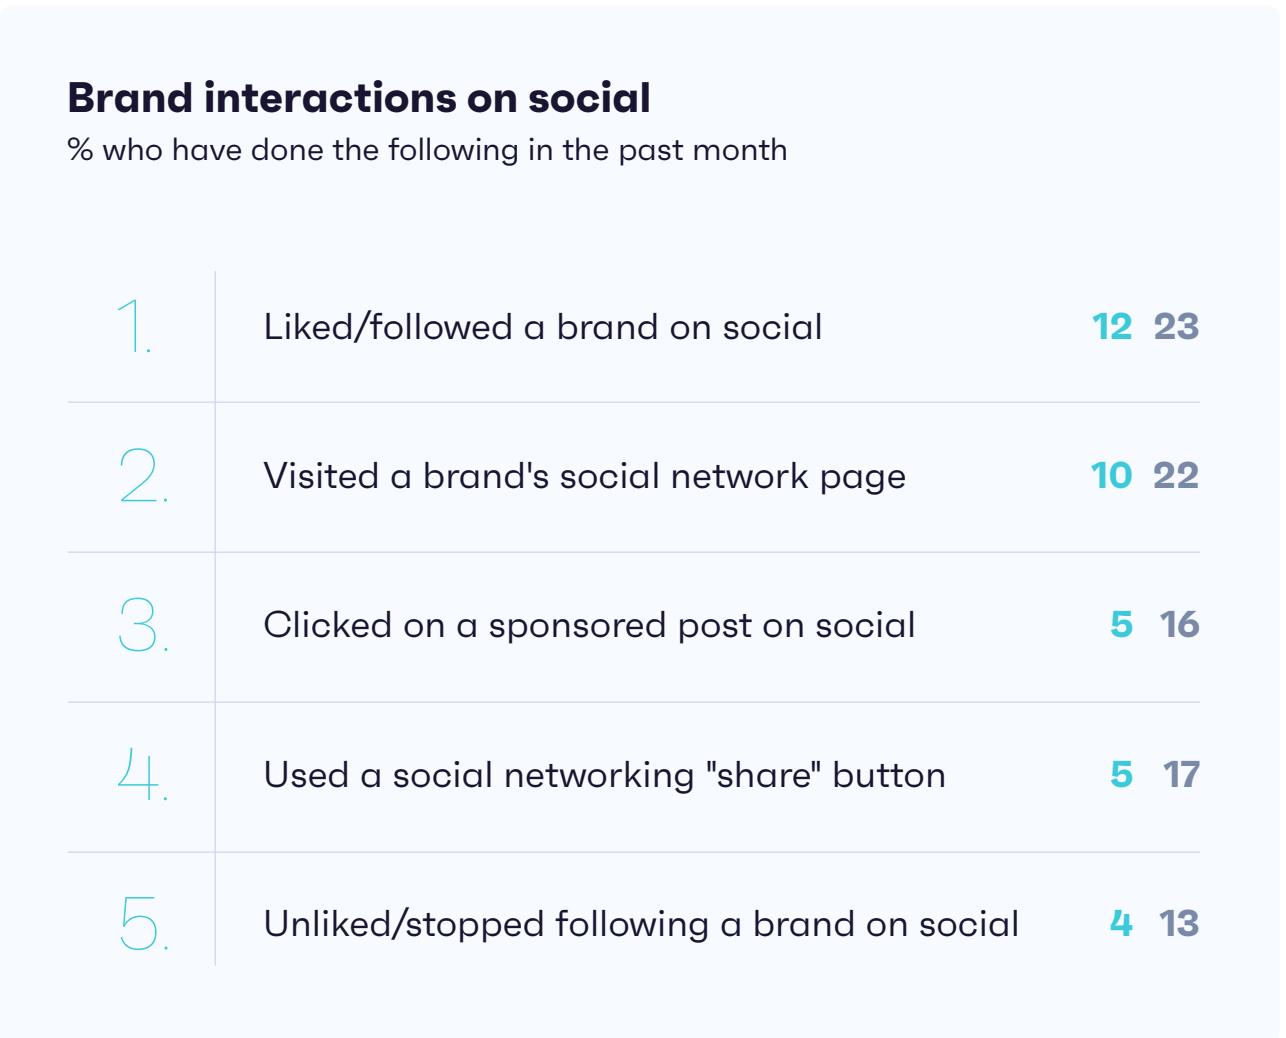 Brand interactions on social
% who have done the following in the past month
1. Liked/followed a brand on social 12 23
2. Visited a brand's social network page 10 22
3. Clicked on a sponsored post on social 5 16
4. Used a social networking "share" button 5 17
5. Unliked/stopped following a brand on social 4 13